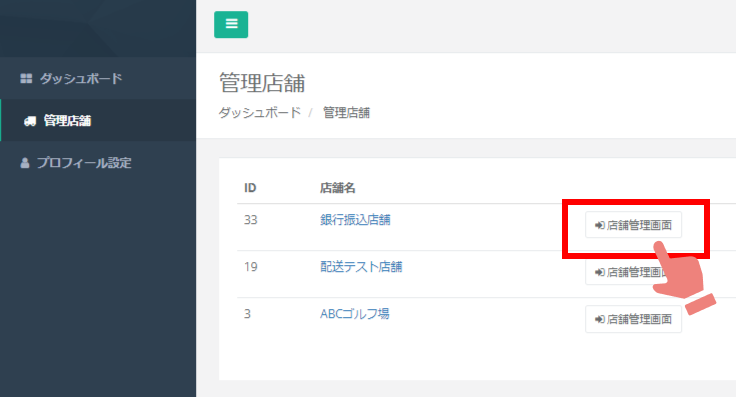 ダッシュボード
管理店舗
プロフィール設定
管理店舗
ダッシュボード / 管理店舗
ID 店舗名
33 銀行振込店舗 店舗管理画面
19 配送テスト店舗 店舗管理画面
3 ABCゴルフ場 店舗管理画面